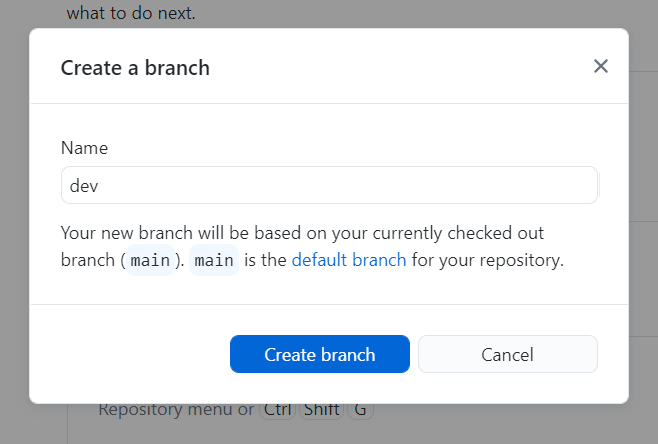 what to do next.
Create a branch
Name
dev
Your new branch will be based on your currently checked out
branch (main). main is the default branch for your repository.
Create branch Cancel
Repository menu or Ctrl Shift G